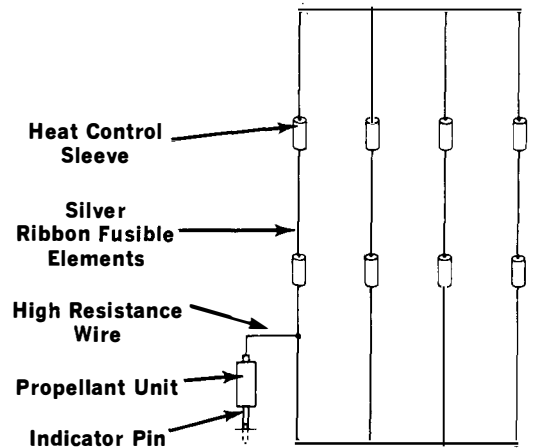 Heat Control
Sleeve
Silver
Ribbon Fusible
Elements
High Resistance
Wire
Propellant Unit
Indicator Pin